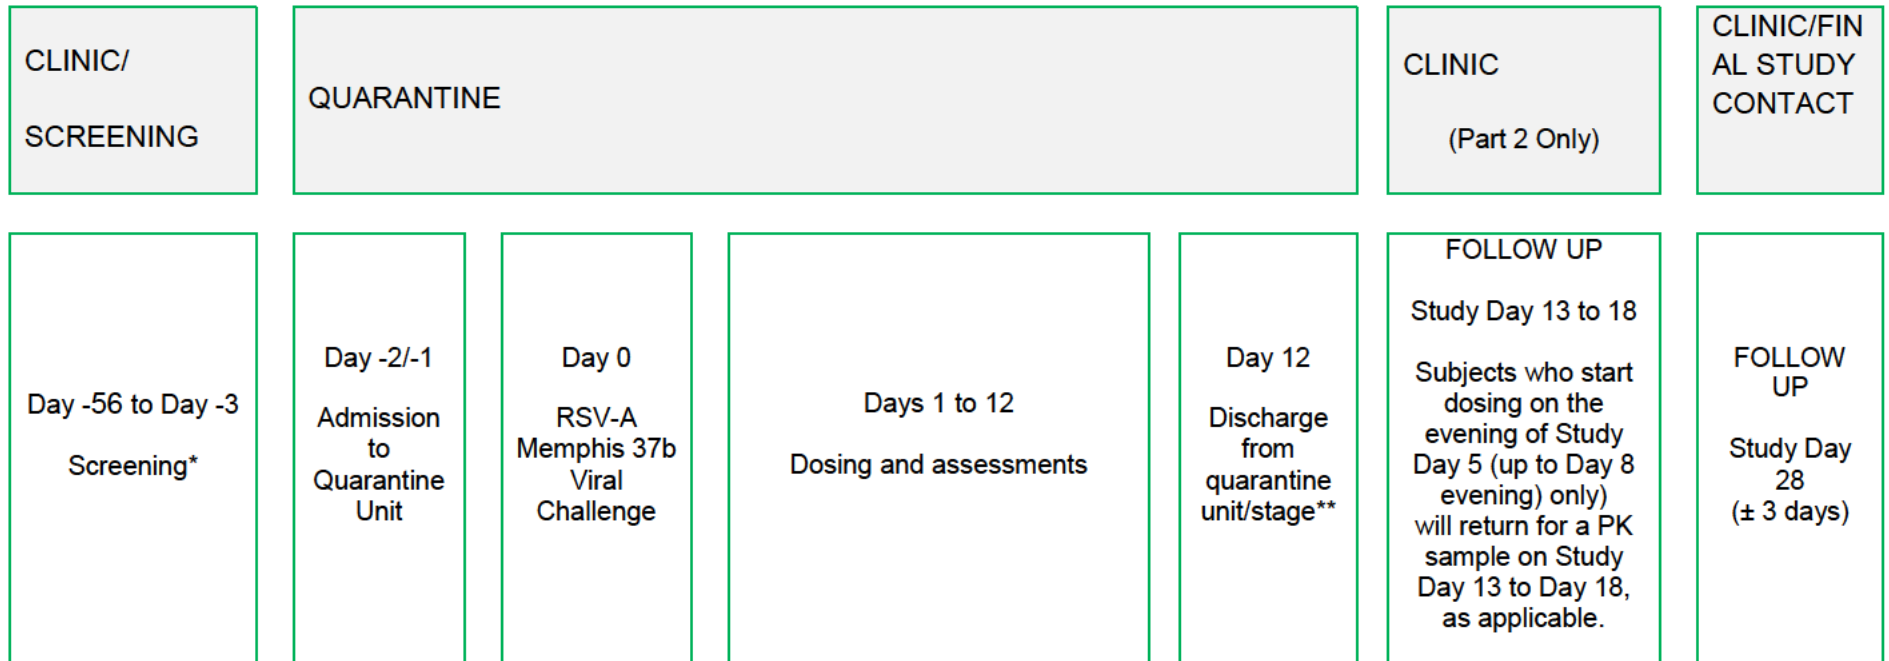 CLINIC/
SCREENING
QUARANTINE
CLINIC
(Part 2 Only)
CLINIC/FIN
AL STUDY
CONTACT
Day -56 to Day -3
Screening*
Day -2/-1
Admission
to
Quarantine
Unit
Day 0
RSV-A
Memphis 37b
Viral
Challenge
Days 1 to 12
Dosing and assessments
Day 12
Discharge
from
quarantine
unit/stage**
FOLLOW UP
Study Day 13 to 18
Subjects who start
dosing on the
evening of Study
Day 5 (up to Day 8
evening) only)
will return for a PK
sample on Study
Day 13 to Day 18,
as applicable.
FOLLOW
UP
Study Day
28
(± 3 days)